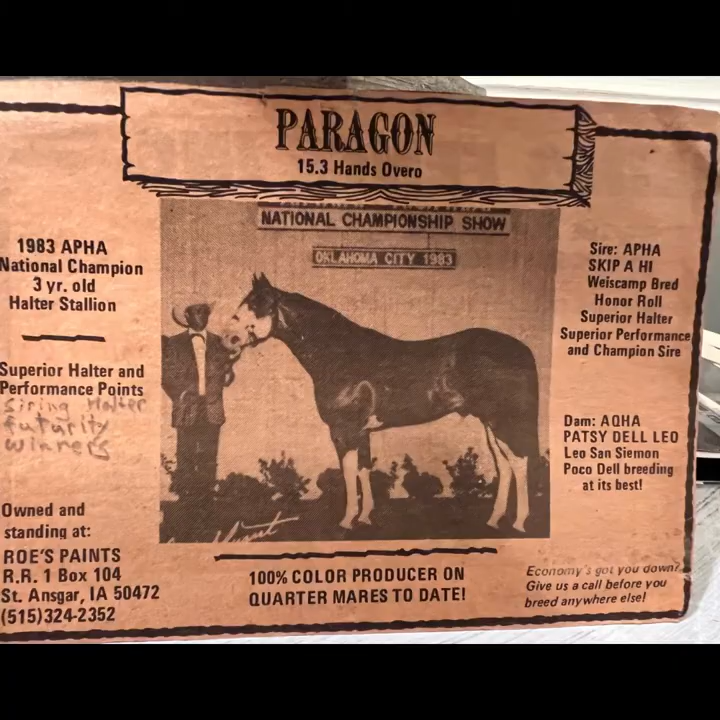 PARAGON
15.3 Hands Overo
NATIONAL CHAMPIONSHIP SHOW
OKLAHOMA CITY 1983
1983 APHA
National Champion
3 yr. old
Halter Stallion
Superior Halter and
Performance Points
Siring Halter
futurity
winners
Owned and
standing at:
ROE'S PAINTS
R.R. 1 Box 104
St. Ansgar, IA 50472
(515)324-2352
Sire: APHA
SKIP A HI
Weiscamp Bred
Honor Roll
Superior Halter
Superior Performance
and Champion Sire
Dam: AQHA
PATSY DELL LEO
Leo San Siemon
Poco Dell breeding
at its best!
100% COLOR PRODUCER ON
QUARTER MARES TO DATE!
Economy's got you down?
Give us a call before you
breed anywhere else!